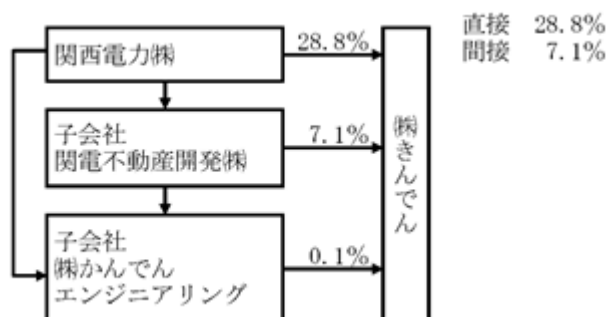 直接 28.8%
間接 7.1%
関西電力㈱
28.8%
子会社
関電不動産開発㈱
7.1%
子会社
㈱かんでん
エンジニアリング
0.1%
㈱きんでん